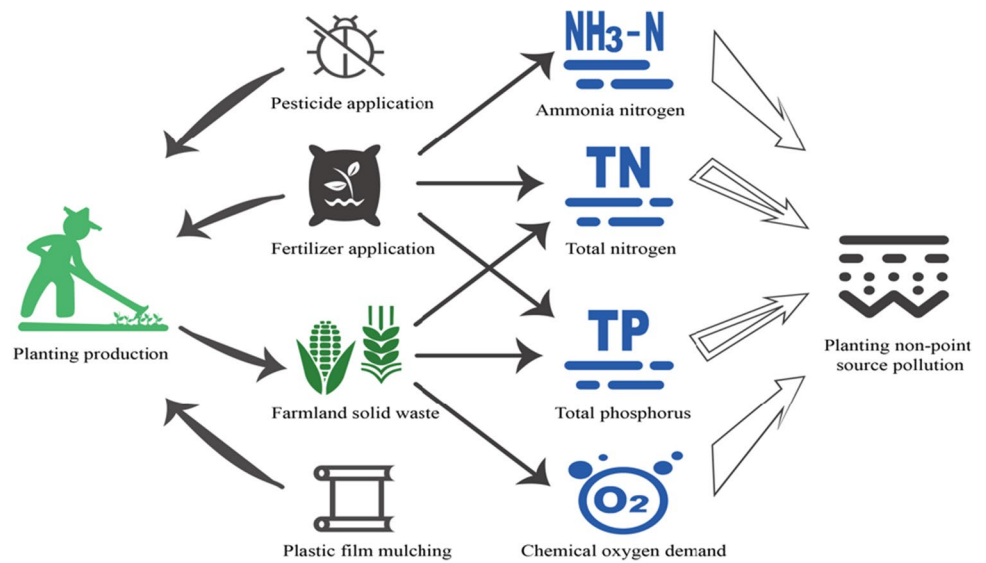 Pesticide application
Fertilizer application
Planting production
Farmland solid waste
Plastic film mulching
NH3-N
Ammonia nitrogen
TN
Total nitrogen
TP
Total phosphorus
O2
Chemical oxygen demand
Planting non-point
source pollution